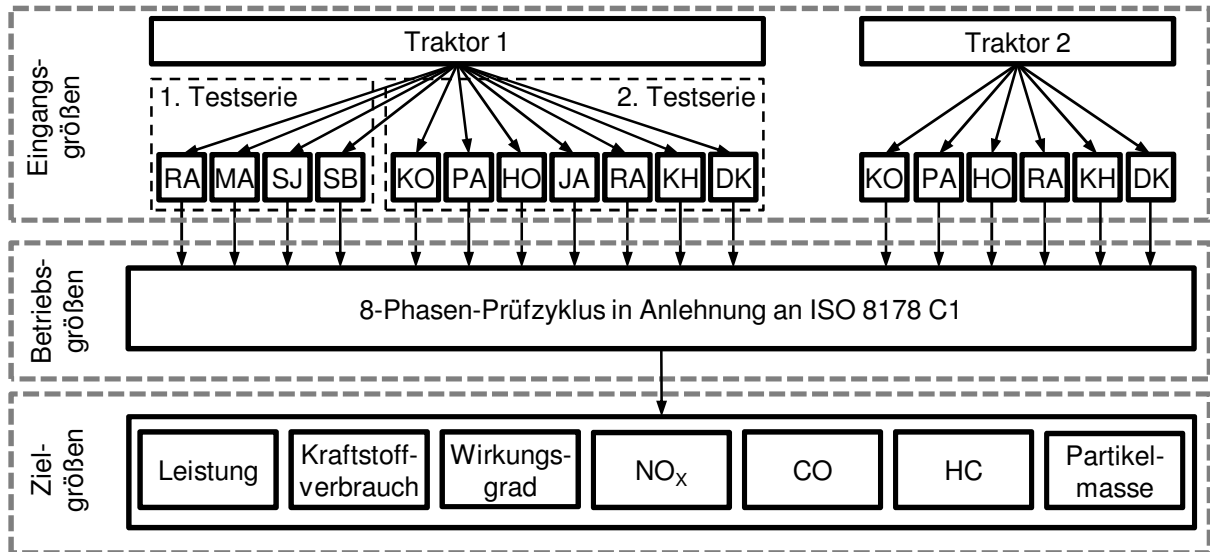 Eingangs-
größen
Traktor 1
Traktor 2
1. Testserie
2. Testserie
RA MA SJ SB KO PA HO JA RA KH DK KO PA HO RA KH DK
Betriebs-
größen
8-Phasen-Prüfzyklus in Anlehnung an ISO 8178 C1
Ziel-
größen
Leistung
Kraftstoff-
verbrauch
Wirkungs-
grad
NOX
CO
HC
Partikel-
masse